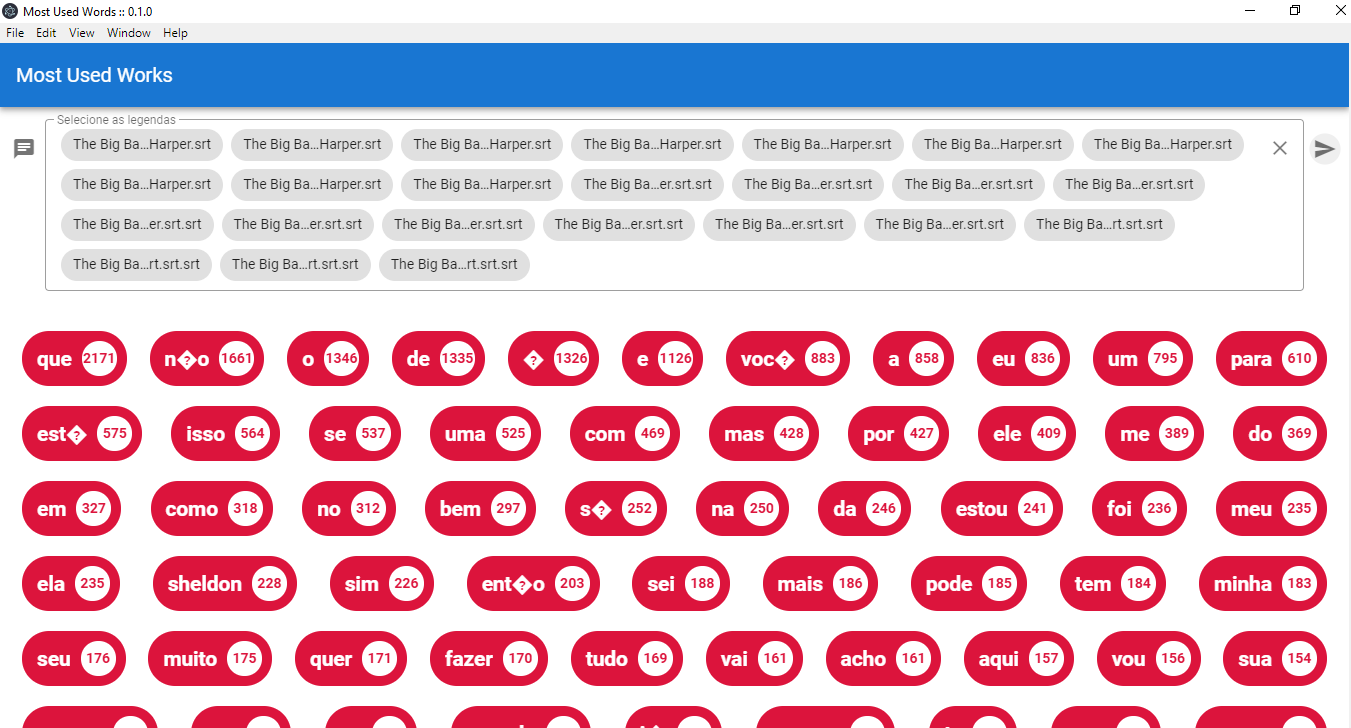 Most Used Words :: 0.1.0
File Edit View Window Help
Most Used Works
Selecione as legendas
The Big Ba...Harper.srt The Big Ba...Harper.srt The Big Ba...Harper.srt The Big Ba...Harper.srt The Big Ba...Harper.srt The Big Ba...Harper.srt The Big Ba...Harper.srt
The Big Ba...Harper.srt The Big Ba...Harper.srt The Big Ba...Harper.srt The Big Ba...er.srt.srt The Big Ba...er.srt.srt The Big Ba...er.srt.srt The Big Ba...er.srt.srt
The Big Ba...er.srt.srt The Big Ba...er.srt.srt The Big Ba...er.srt.srt The Big Ba...er.srt.srt The Big Ba...er.srt.srt The Big Ba...er.srt.srt The Big Ba...rt.srt.srt
The Big Ba...rt.srt.srt The Big Ba...rt.srt.srt The Big Ba...rt.srt.srt
que 2171 n�o 1661 o 1346 de 1335 � 1326 e 1126 voc� 883 a 858 eu 836 um 795 para 610
est� 575 isso 564 se 537 uma 525 com 469 mas 428 por 427 ele 409 me 389 do 369
em 327 como 318 no 312 bem 297 s� 252 na 250 da 246 estou 241 foi 236 meu 235
ela 235 sheldon 228 sim 226 ent�o 203 sei 188 mais 186 pode 185 tem 184 minha 183
seu 176 muito 175 quer 171 fazer 170 tudo 169 vai 161 acho 161 aqui 157 vou 156 sua 154